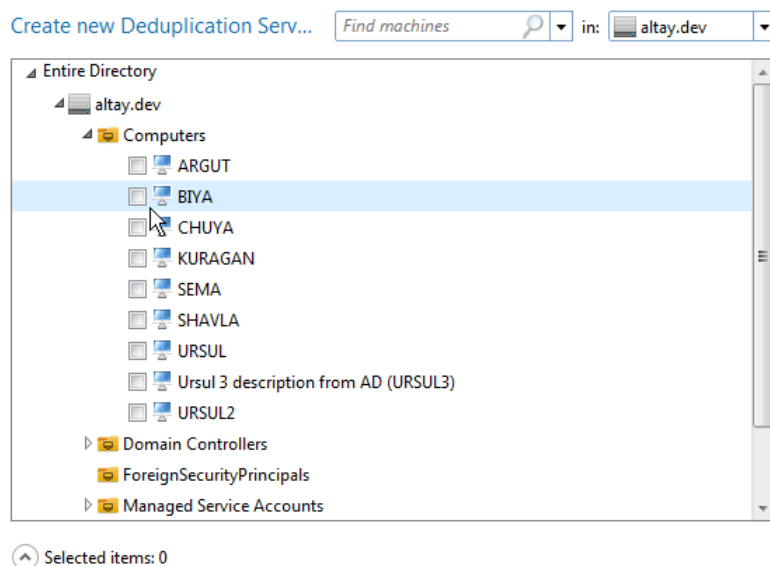 Create new Deduplication Serv... Find machines in: altay.dev
Entire Directory
altay.dev
Computers
ARGUT
BIYA
CHUYA
KURAGAN
SEMA
SHAVLA
URSUL
Ursul 3 description from AD (URSUL3)
URSUL2
Domain Controllers
ForeignSecurityPrincipals
Managed Service Accounts
Selected items: 0